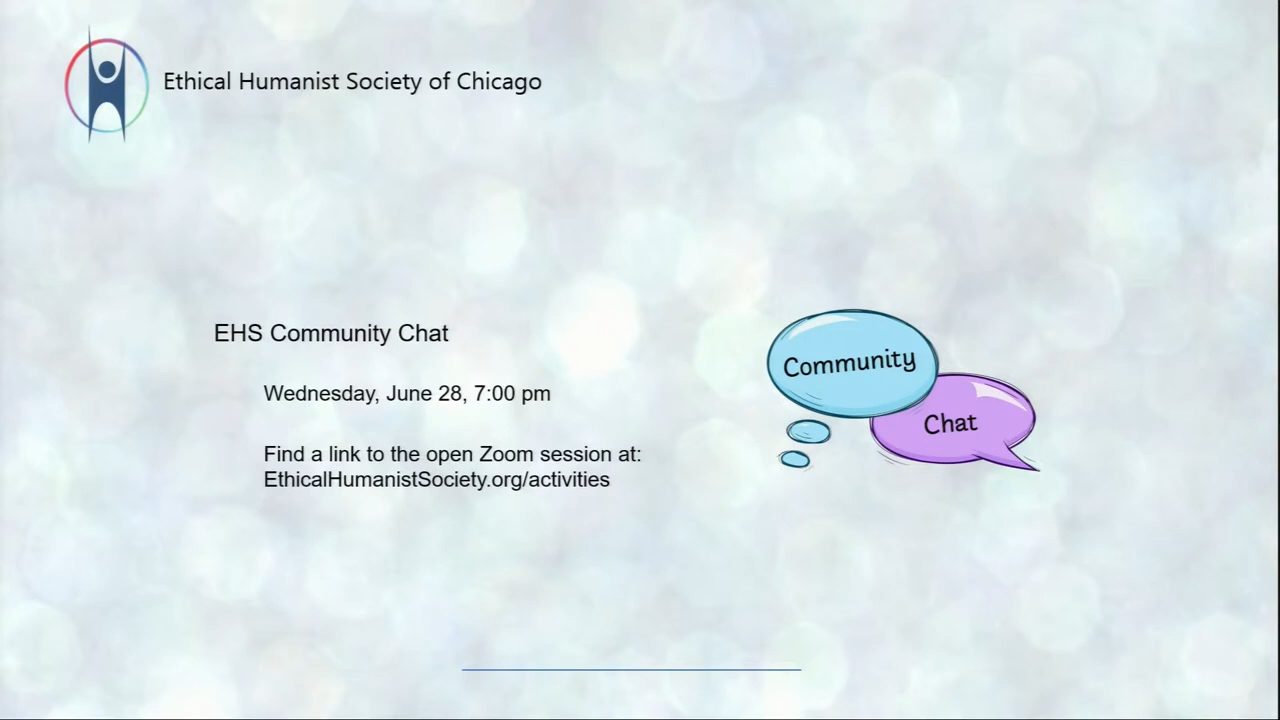 Ethical Humanist Society of Chicago
EHS Community Chat
Wednesday, June 28, 7:00 pm
Find a link to the open Zoom session at:
EthicalHumanistSociety.org/activities
Community
Chat